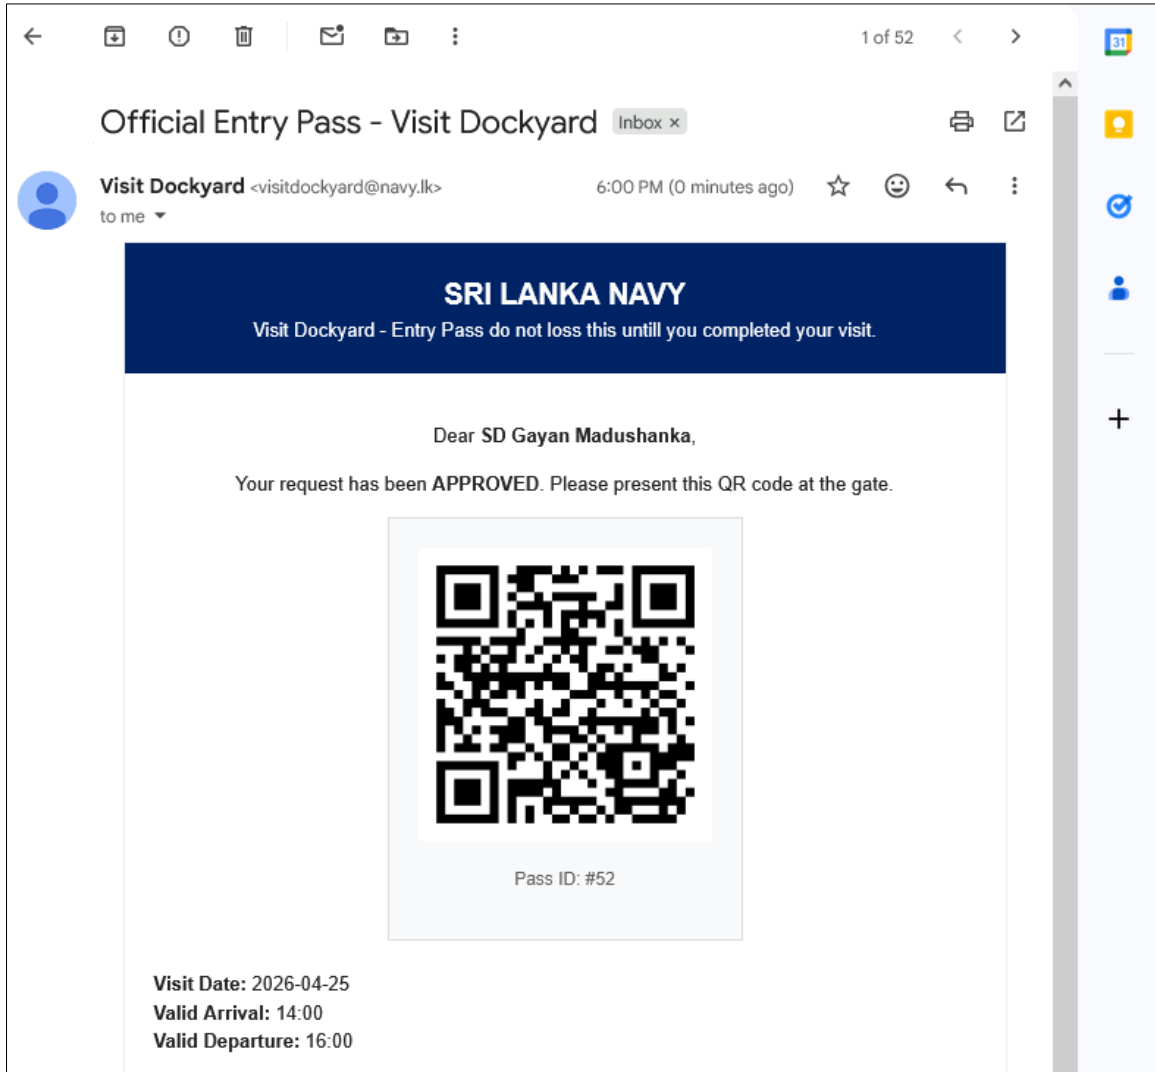 1 of 52
31
Official Entry Pass - Visit Dockyard Inbox ×
Visit Dockyard <visitdockyard@navy.lk> 6:00 PM (0 minutes ago)
to me
SRI LANKA NAVY
Visit Dockyard - Entry Pass do not loss this untill you completed your visit.
Dear SD Gayan Madushanka,
Your request has been APPROVED. Please present this QR code at the gate.
Pass ID: #52
Visit Date: 2026-04-25
Valid Arrival: 14:00
Valid Departure: 16:00